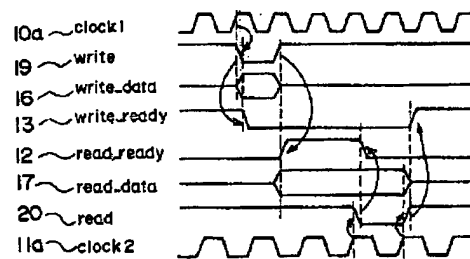 10a clock1
19 write
16 write_data
13 write_ready
12 read_ready
17 read_data
20 read
11a clock2